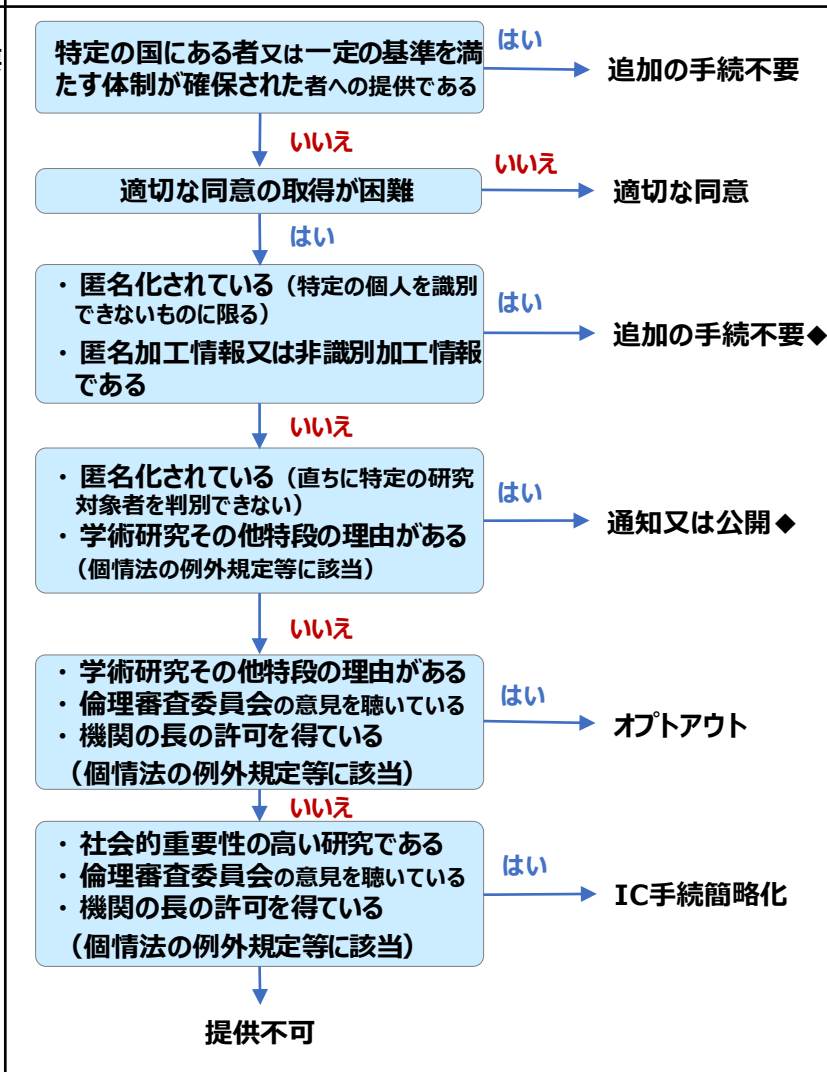 特定の国にある者又は一定の基準を満
たす体制が確保された者への提供である
はい
追加の手続不要
いいえ
適切な同意の取得が困難
いいえ
適切な同意
はい
・匿名化されている（特定の個人を識別
できないものに限る）
・匿名加工情報又は非識別加工情報
である
はい
追加の手続不要◆
いいえ
・匿名化されている（直ちに特定の研究
対象者を判別できない）
・学術研究その他特段の理由がある
（個情法の例外規定等に該当）
はい
通知又は公開◆
いいえ
・学術研究その他特段の理由がある
・倫理審査委員会の意見を聴いている
・機関の長の許可を得ている
（個情法の例外規定等に該当）
はい
オプトアウト
いいえ
・社会的重要性の高い研究である
・倫理審査委員会の意見を聴いている
・機関の長の許可を得ている
（個情法の例外規定等に該当）
はい
IC手続簡略化
提供不可